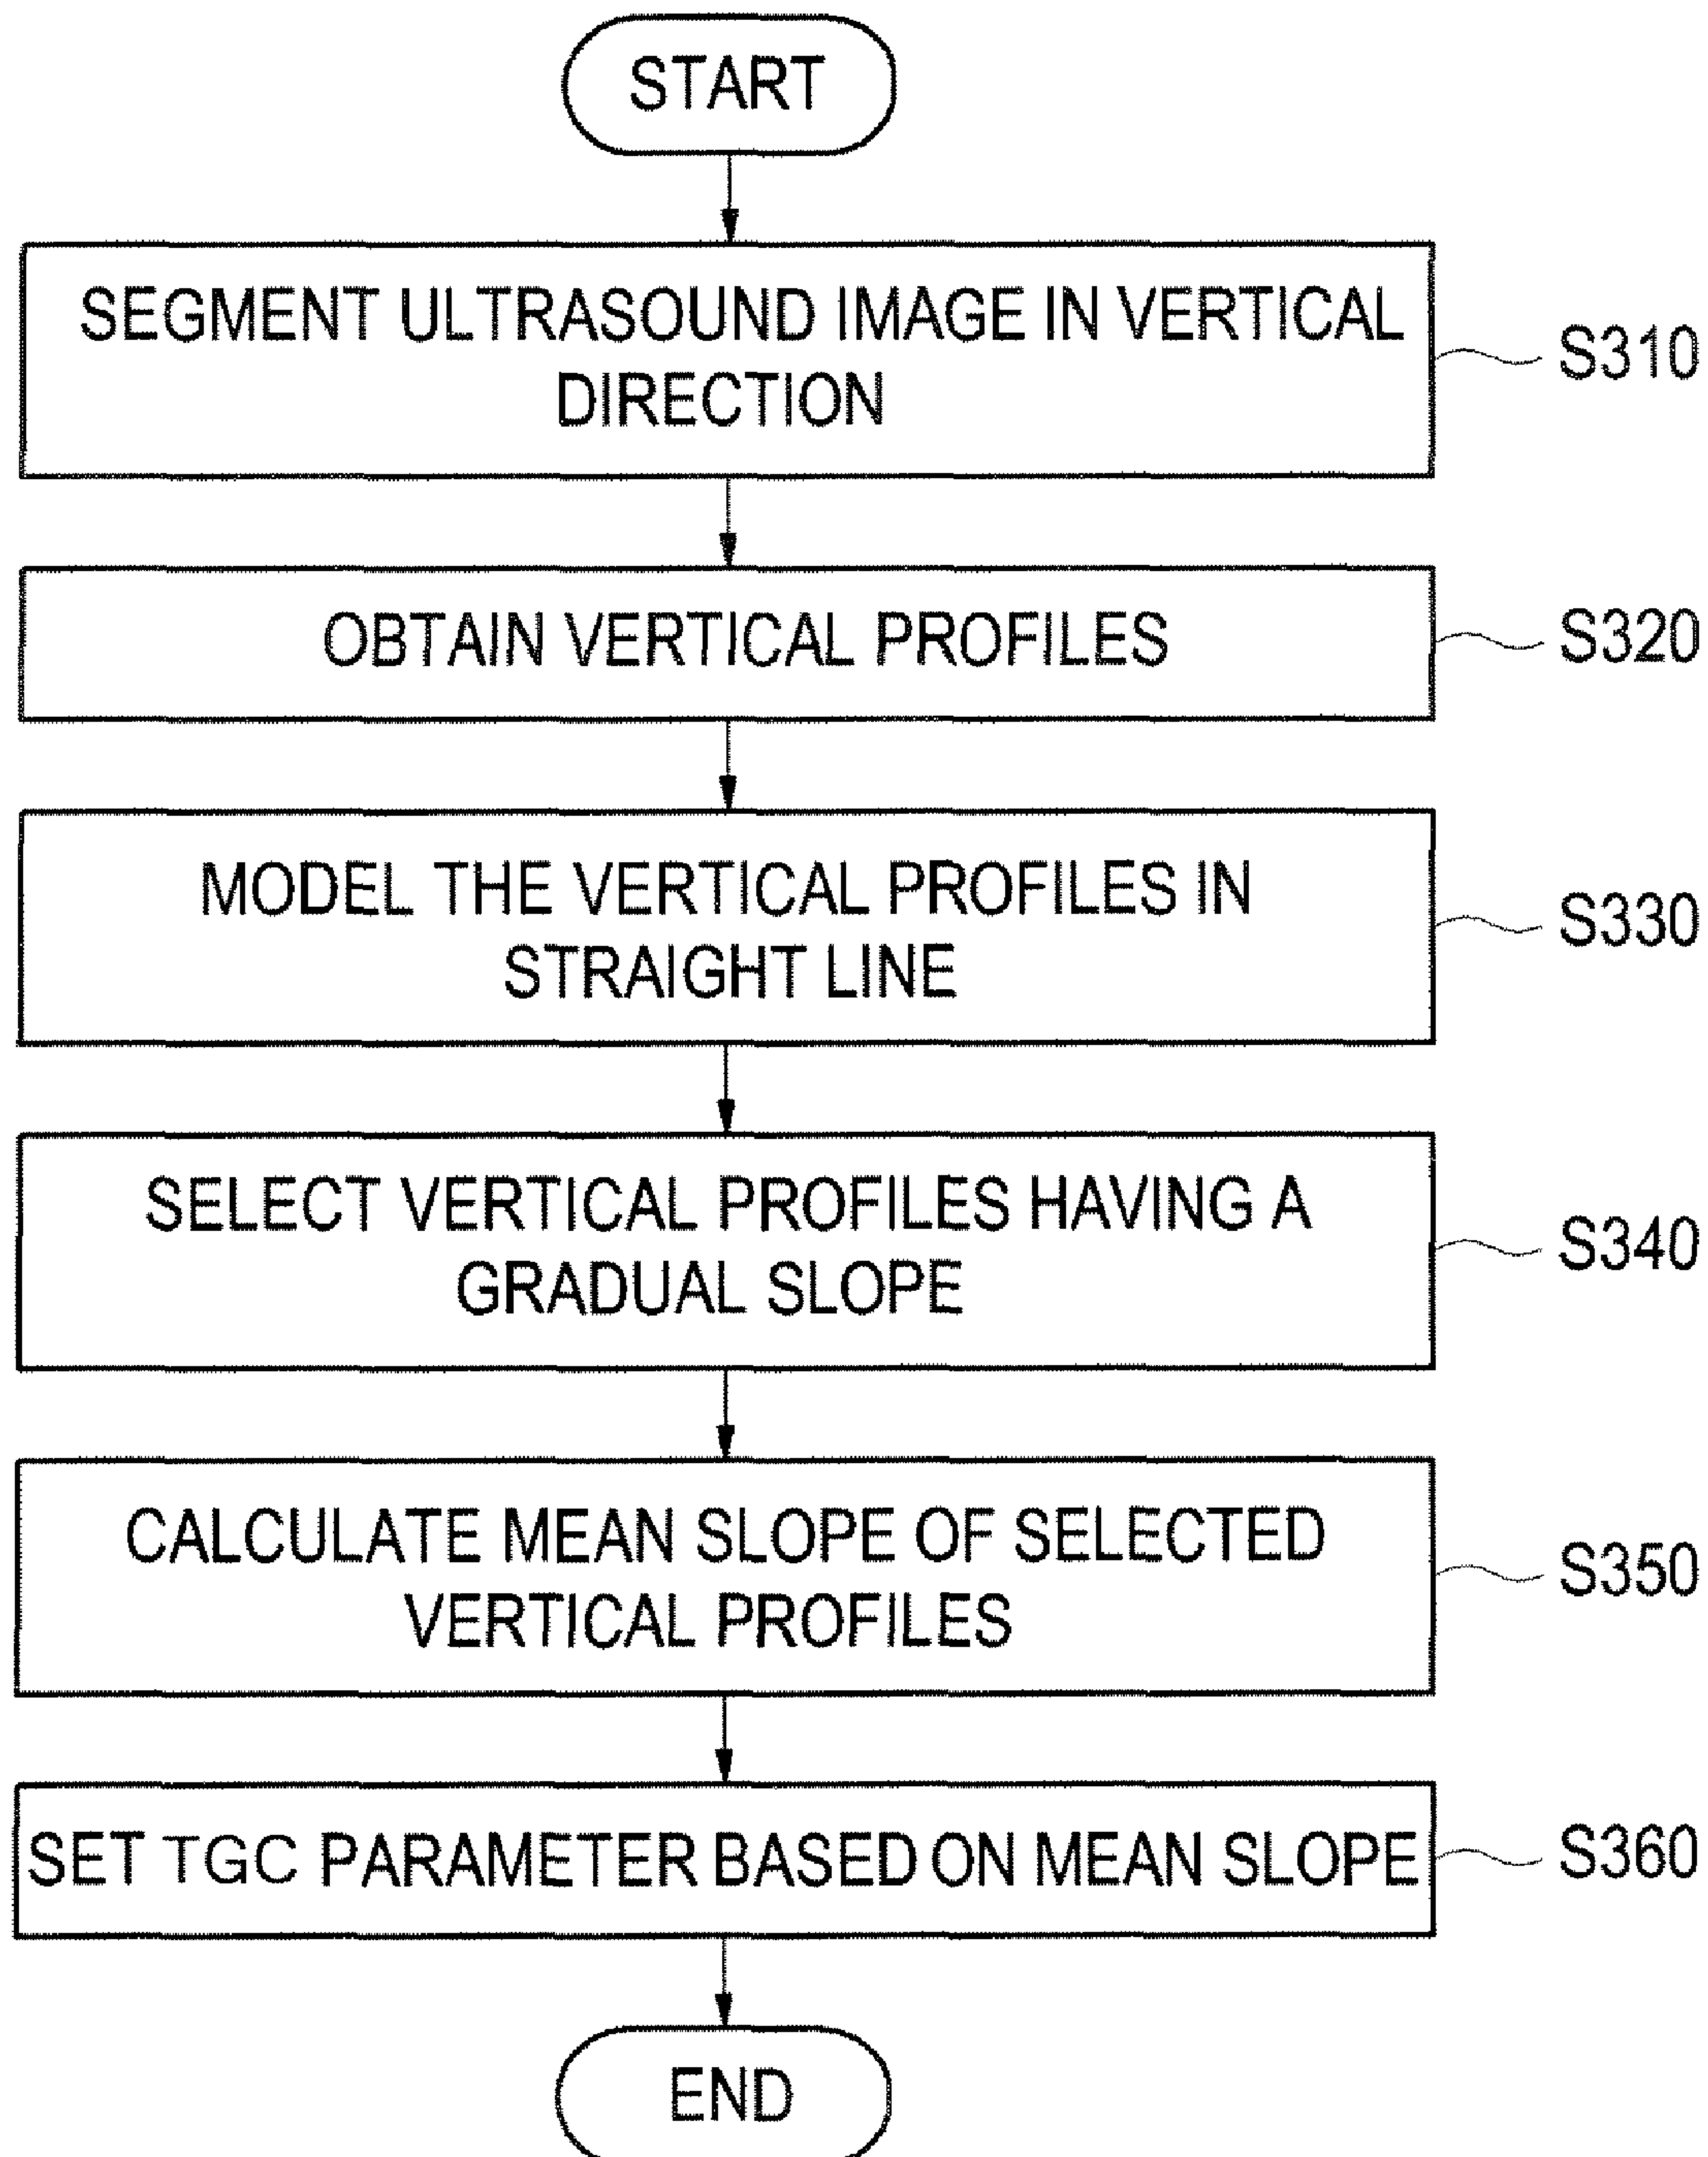 START
SEGMENT ULTRASOUND IMAGE IN VERTICAL
DIRECTION
S310
OBTAIN VERTICAL PROFILES
S320
MODEL THE VERTICAL PROFILES IN
STRAIGHT LINE
S330
SELECT VERTICAL PROFILES HAVING A
GRADUAL SLOPE
S340
CALCULATE MEAN SLOPE OF SELECTED
VERTICAL PROFILES
S350
SET TGC PARAMETER BASED ON MEAN SLOPE
S360
END